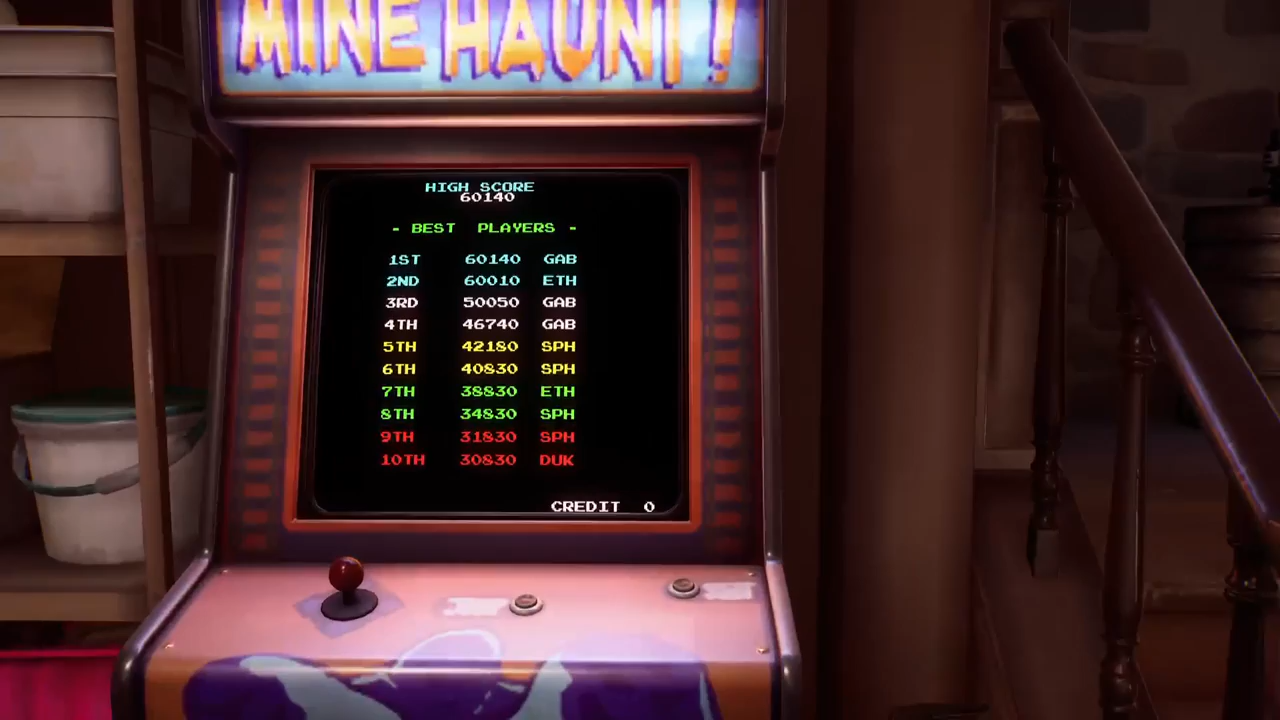 MINE HAUNT!
HIGH SCORE
60140
- BEST PLAYERS -
1ST 60140 GAB
2ND 60010 ETH
3RD 50050 GAB
4TH 46740 GAB
5TH 42180 SPH
6TH 40830 SPH
7TH 38830 ETH
8TH 34830 SPH
9TH 31830 SPH
10TH 30830 DUK
CREDIT 0